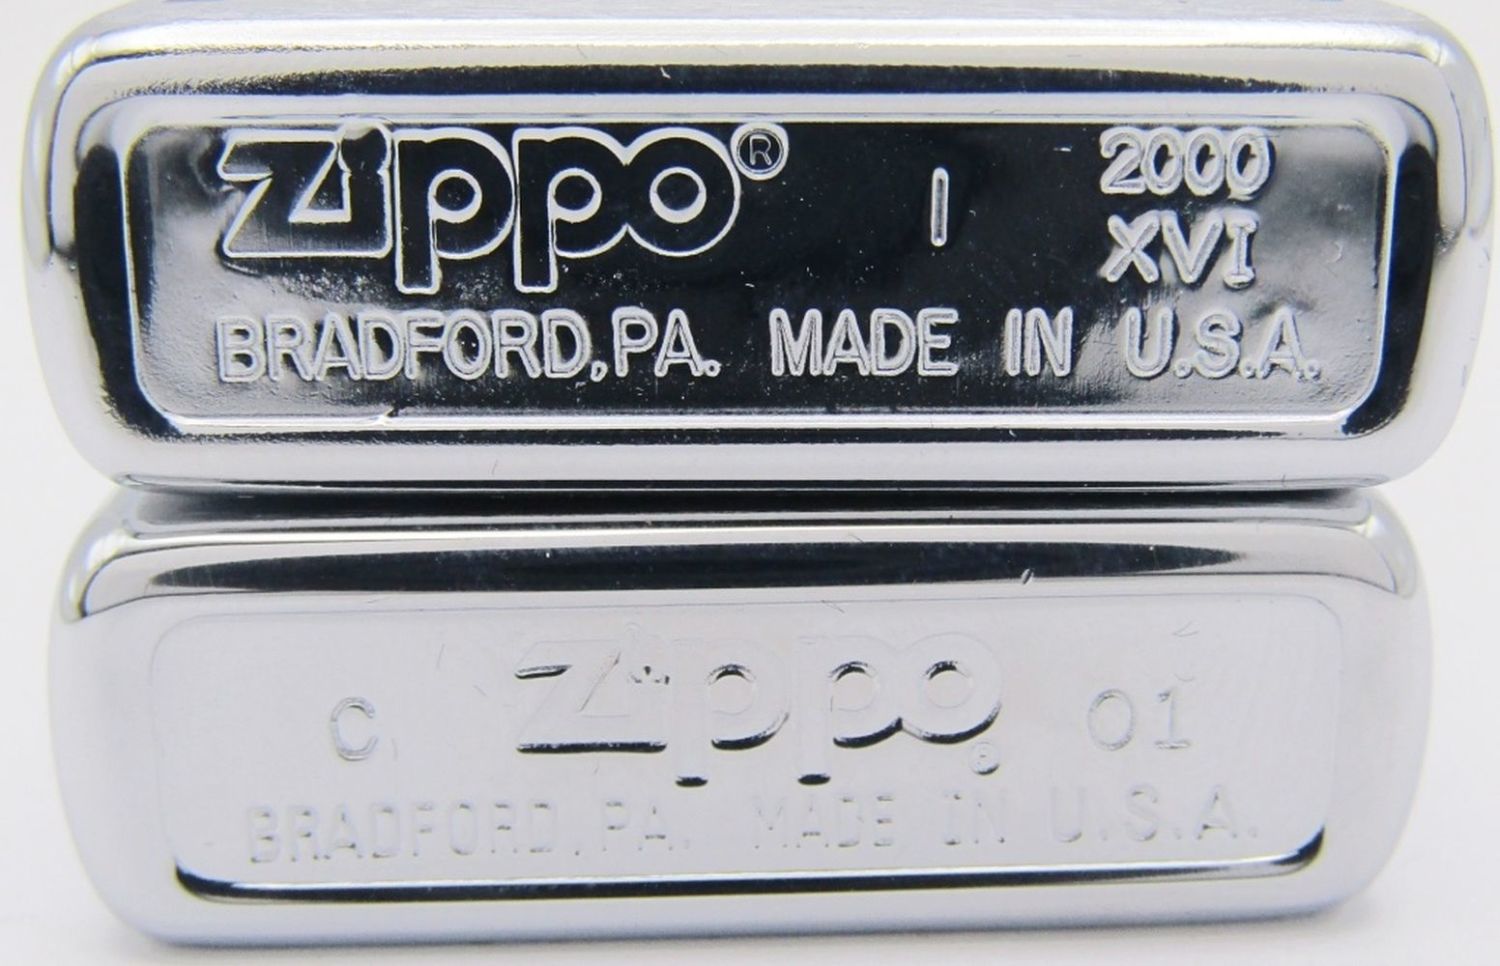 zippo® I 2000
XVI
BRADFORD,PA. MADE IN U.S.A.
C zippo® 01
BRADFORD, PA. MADE IN U.S.A.